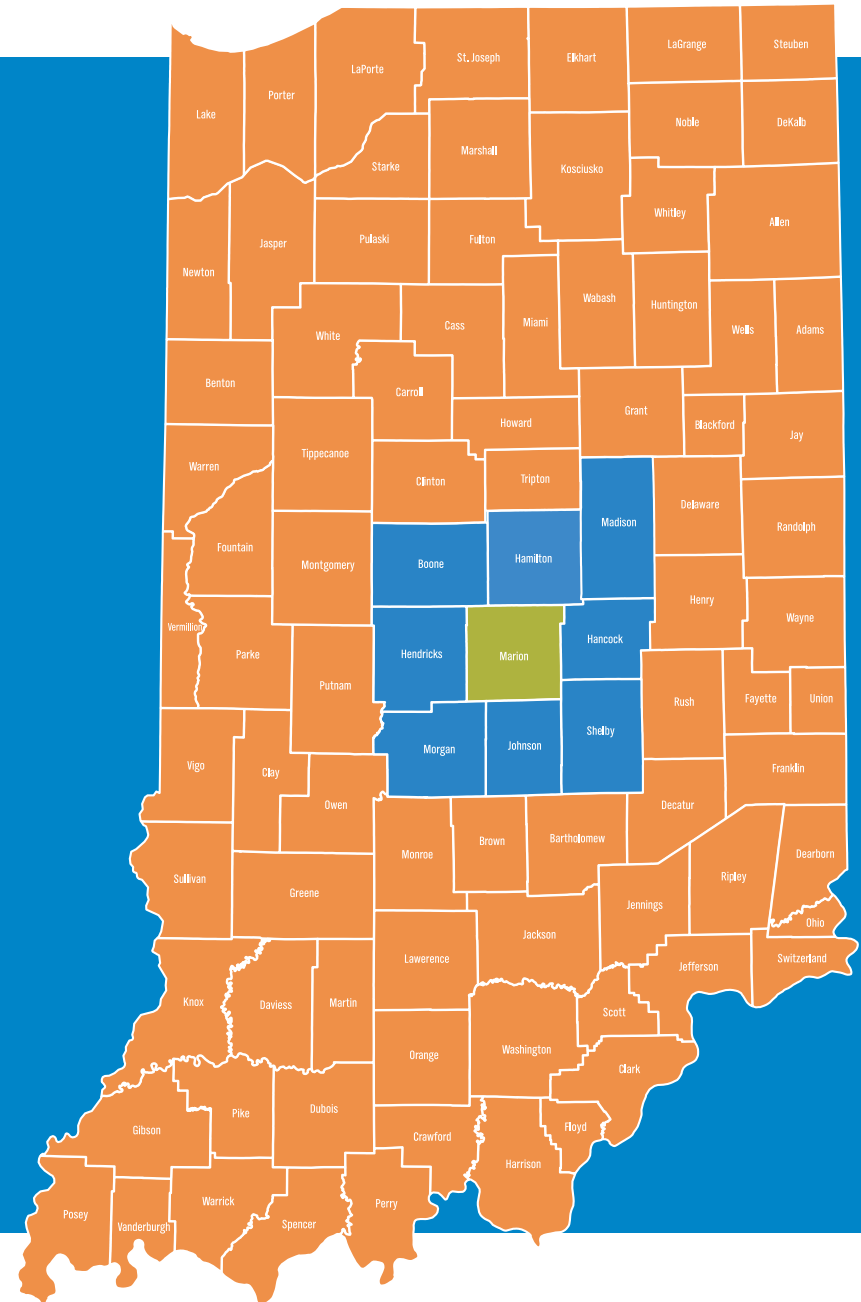 LaGrange
Steuben
St. Joseph
Elkhart
LaPorte
Porter
Lake
Noble
DeKalb
Marshall
Starke
Kosciusko
Whitley
Allen
Jasper
Pulaski
Fulton
Newton
Wabash
Huntington
Miami
Cass
White
Wells
Adams
Benton
Carroll
Grant
Howard
Blackford
Jay
Tippecanoe
Warren
Clinton
Tripton
Madison
Delaware
Randolph
Fountain
Montgomery
Boone
Hamilton
Henry
Wayne
Vermillion
Parke
Hendricks
Marion
Hancock
Putnam
Rush
Fayette
Union
Shelby
Morgan
Johnson
Vigo
Clay
Franklin
Owen
Decatur
Brown
Bartholomew
Monroe
Dearborn
Sullivan
Greene
Ripley
Jennings
Ohio
Jackson
Lawerence
Switzerland
Jefferson
Knox
Daviess
Martin
Scott
Orange
Washington
Clark
Pike
Dubois
Gibson
Crawford
Floyd
Harrison
Warrick
Perry
Posey
Vanderburgh
Spencer